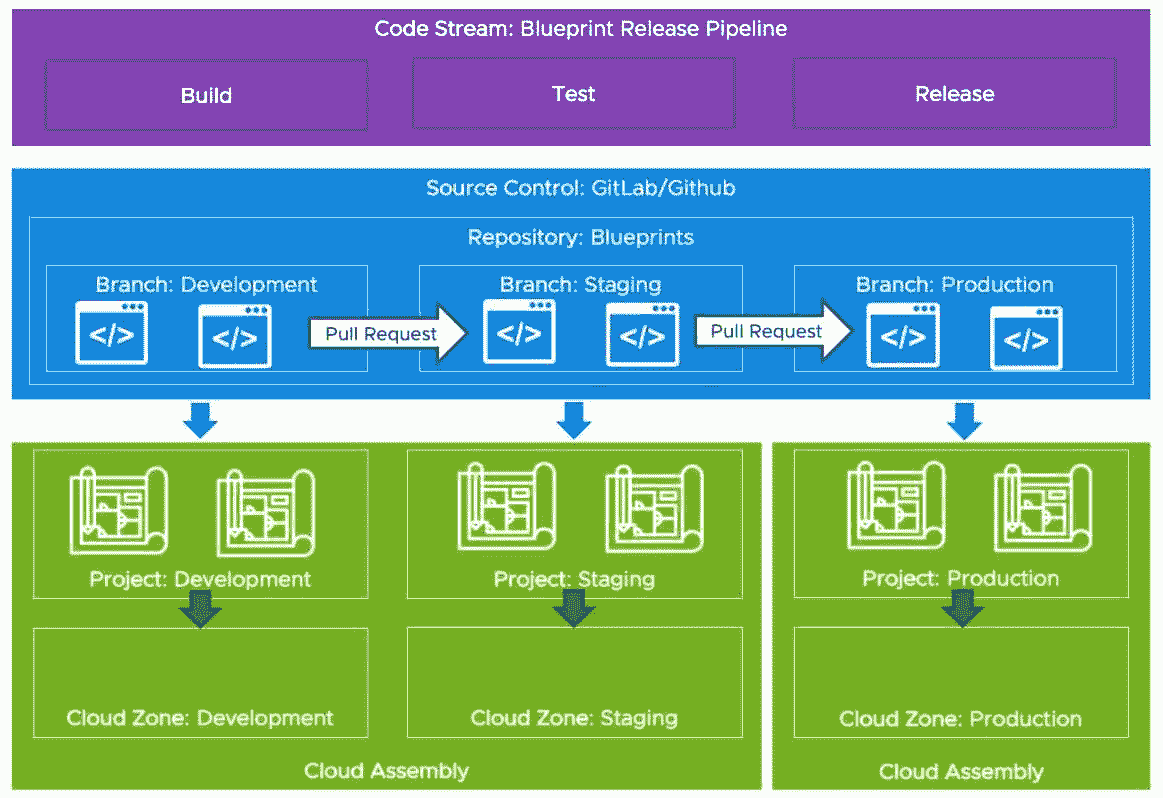 Code Stream: Blueprint Release Pipeline
Build
Test
Release
Source Control: GitLab/Github
Repository: Blueprints
Branch: Development
Branch: Staging
Branch: Production
</>
</>
Pull Request
</>
</>
Pull Request
</>
</>
Project: Development
Project: Staging
Project: Production
Cloud Zone: Development
Cloud Zone: Staging
Cloud Zone: Production
Cloud Assembly
Cloud Assembly